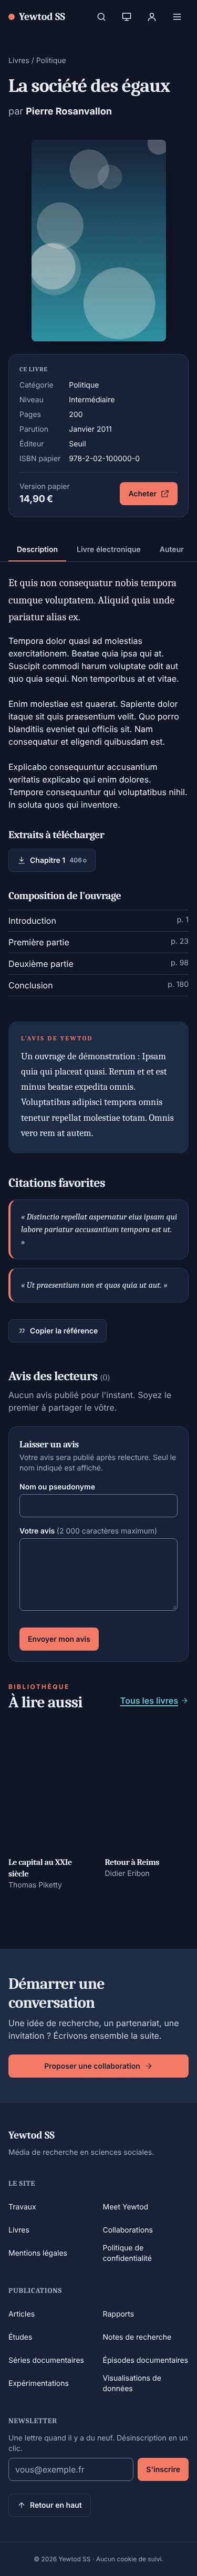 Yewtod SS
Livres / Politique
La société des égaux
par Pierre Rosanvallon
CE LIVRE
Catégorie Politique
Niveau Intermédiaire
Pages 200
Parution Janvier 2011
Éditeur Seuil
ISBN papier 978-2-02-100000-0
Version papier
14,90 €
Acheter
Description Livre électronique Auteur
Et quis non consequatur nobis tempora
cumque voluptatem. Aliquid quia unde
pariatur alias ex.
Tempora dolor quasi ad molestias
exercitationem. Beatae quia ipsa qui at.
Suscipit commodi harum voluptate odit aut
quo quia sequi. Non temporibus at et vitae.
Enim molestiae est quaerat. Sapiente dolor
itaque sit quis praesentium velit. Quo porro
blanditiis eveniet qui officiis sit. Nam
consequatur et eligendi quibusdam est.
Explicabo consequuntur accusantium
veritatis explicabo qui enim dolores.
Tempore consequuntur qui voluptatibus nihil.
In soluta quos qui inventore.
Extraits à télécharger
Chapitre 1 406 o
Composition de l'ouvrage
Introduction p. 1
Première partie p. 23
Deuxième partie p. 98
Conclusion p. 180
L'AVIS DE YEWTOD
Un ouvrage de démonstration : Ipsam
quia qui placeat quasi. Rerum et et est
minus beatae expedita omnis.
Voluptatibus adipisci tempora omnis
tenetur repellat molestiae totam. Omnis
vero rem at autem.
Citations favorites
« Distinctio repellat aspernatur eius ipsam qui
labore pariatur accusantium tempora est ut.
»
« Ut praesentium non et quos quia ut aut. »
Copier la référence
Avis des lecteurs (0)
Aucun avis publié pour l'instant. Soyez le
premier à partager le vôtre.
Laisser un avis
Votre avis sera publié après relecture. Seul le
nom indiqué est affiché.
Nom ou pseudonyme
Votre avis (2 000 caractères maximum)
Envoyer mon avis
BIBLIOTHÈQUE
À lire aussi
Tous les livres →
Le capital au XXIe
siècle
Thomas Piketty
Retour à Reims
Didier Eribon
Démarrer une
conversation
Une idée de recherche, un partenariat, une
invitation ? Écrivons ensemble la suite.
Proposer une collaboration →
Yewtod SS
Média de recherche en sciences sociales.
LE SITE
Travaux Meet Yewtod
Livres Collaborations
Mentions légales Politique de
confidentialité
PUBLICATIONS
Articles Rapports
Études Notes de recherche
Séries documentaires Épisodes documentaires
Expérimentations Visualisations de
données
NEWSLETTER
Une lettre quand il y a du neuf. Désinscription en un
clic.
vous@exemple.fr S'inscrire
↑ Retour en haut
© 2026 Yewtod SS · Aucun cookie de suivi.